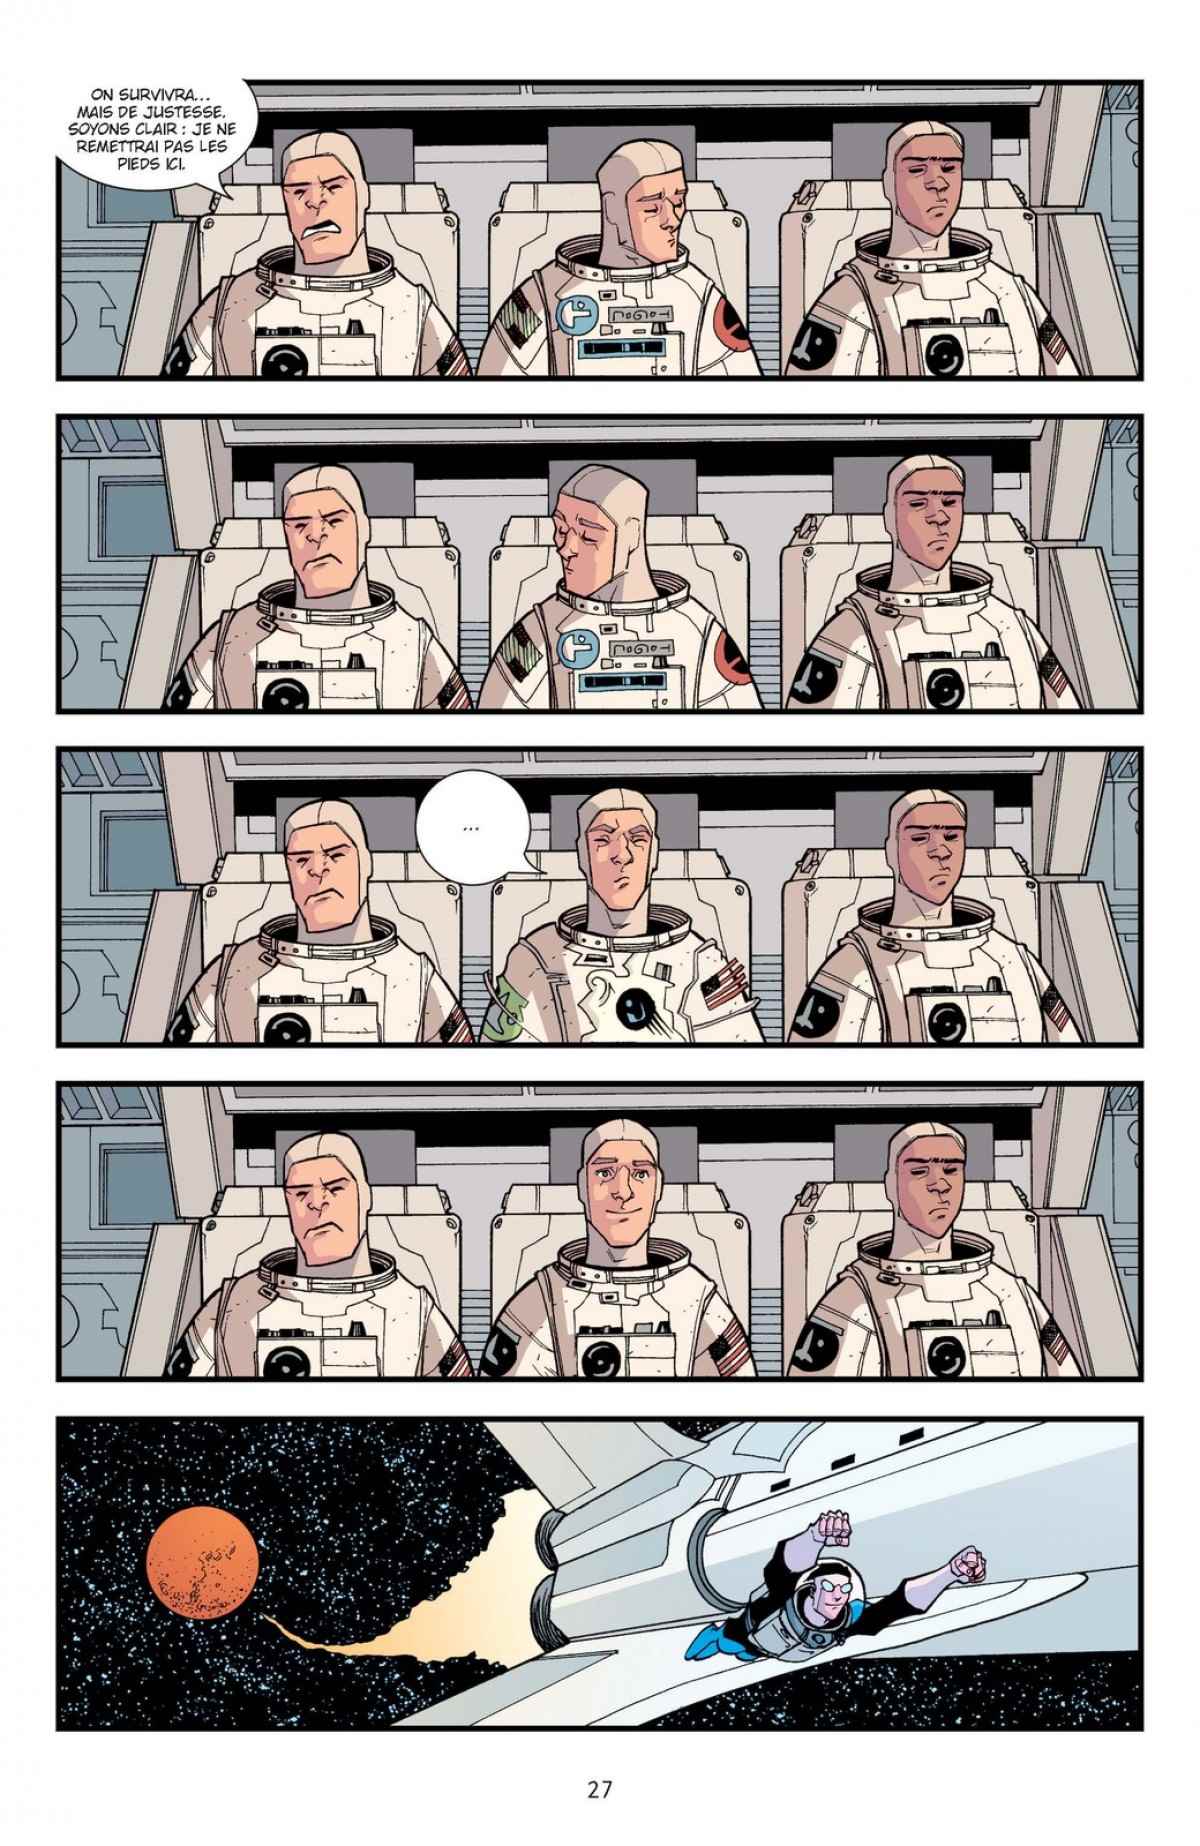 ON SURVIVRA...
MAIS DE JUSTESSE.
SOYONS CLAIR : JE NE
REMETTRAI PAS LES
PIEDS ICI.
...
27